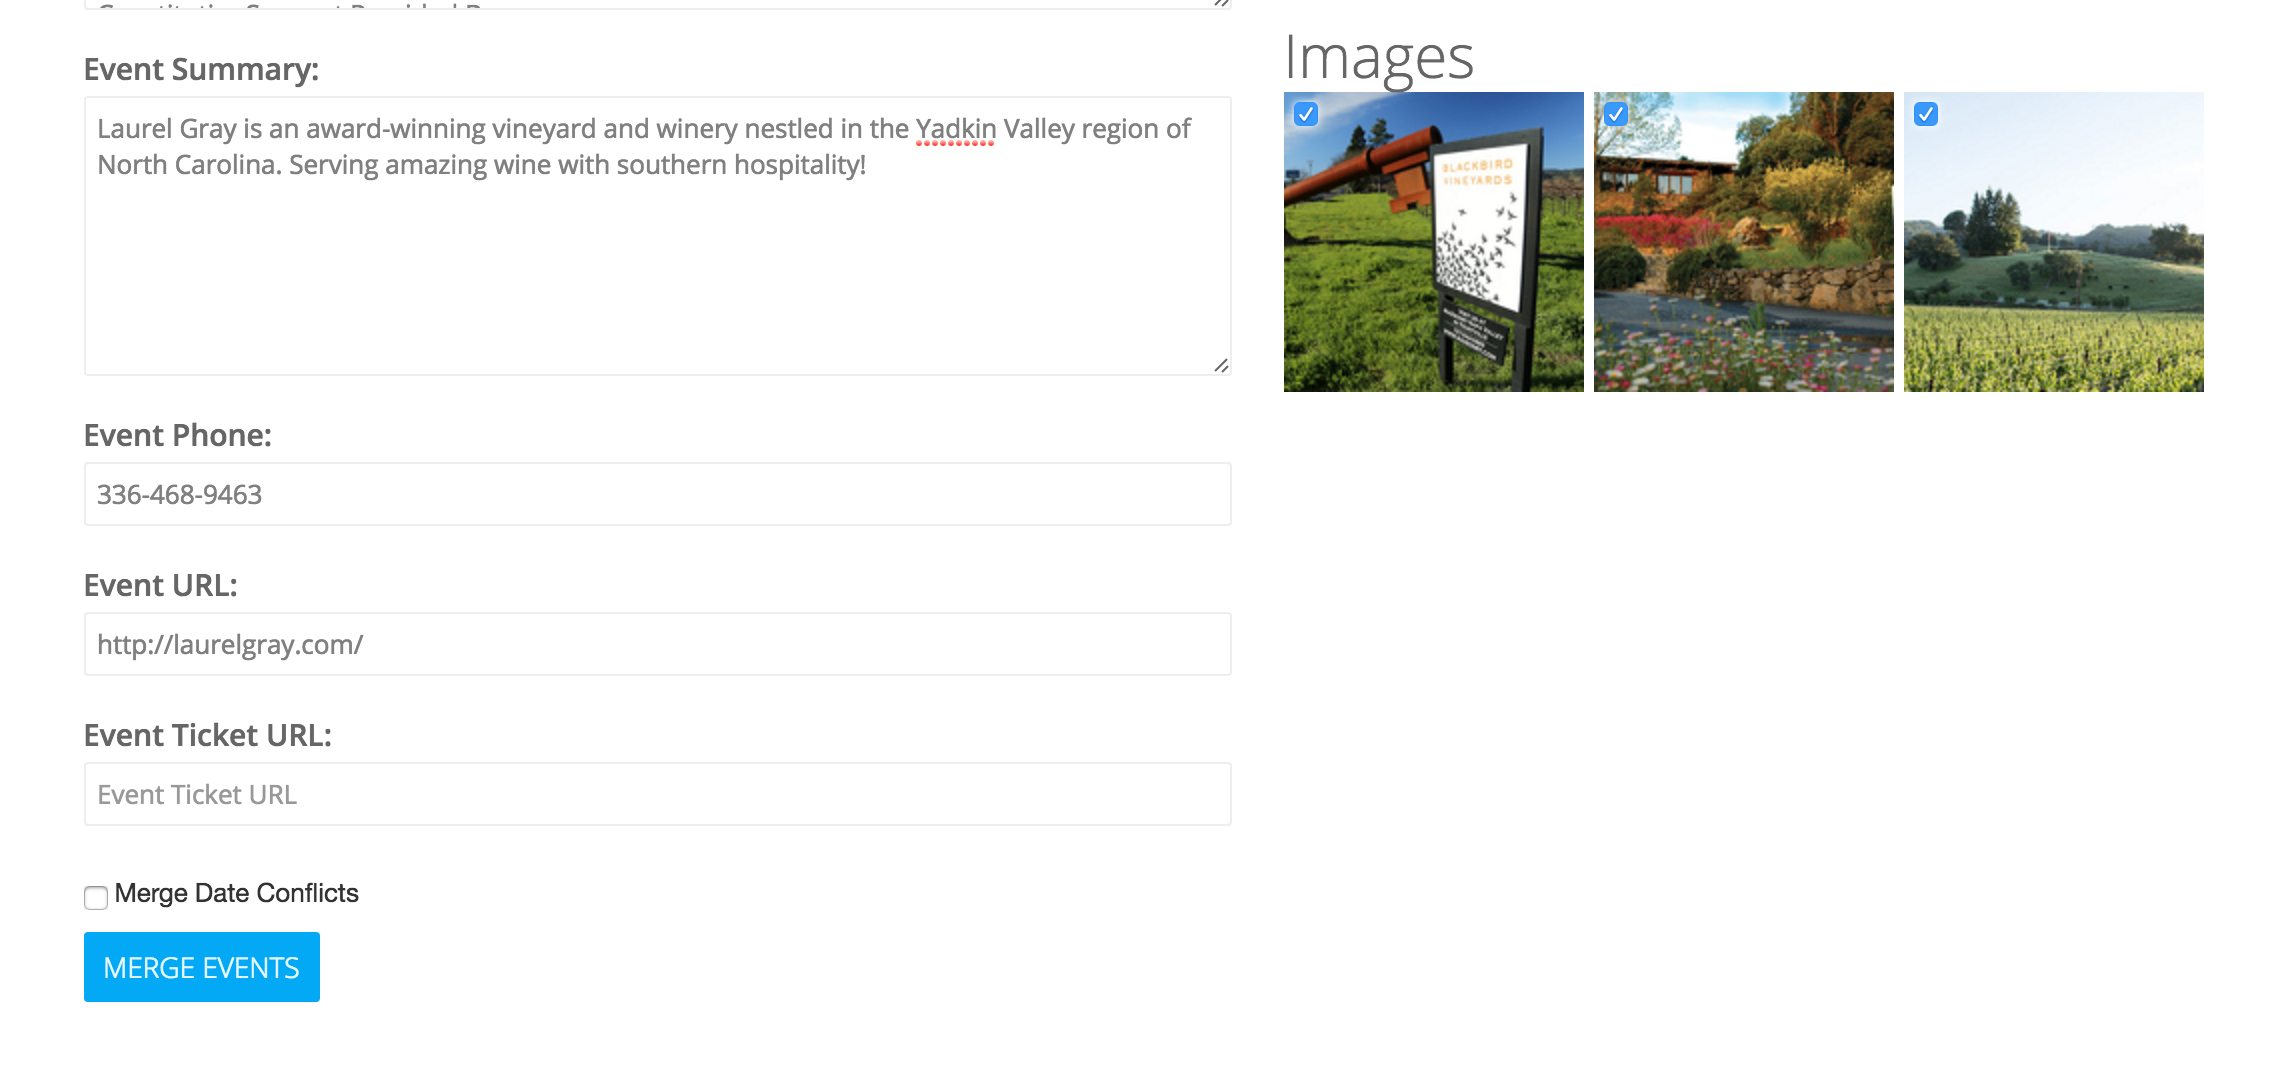 Event Summary:
Laurel Gray is an award-winning vineyard and winery nestled in the Yadkin Valley region of
North Carolina. Serving amazing wine with southern hospitality!
Event Phone:
336-468-9463
Event URL:
http://laurelgray.com/
Event Ticket URL:
Event Ticket URL
Merge Date Conflicts
MERGE EVENTS
Images
BLACKBIRD
VINEYARDS